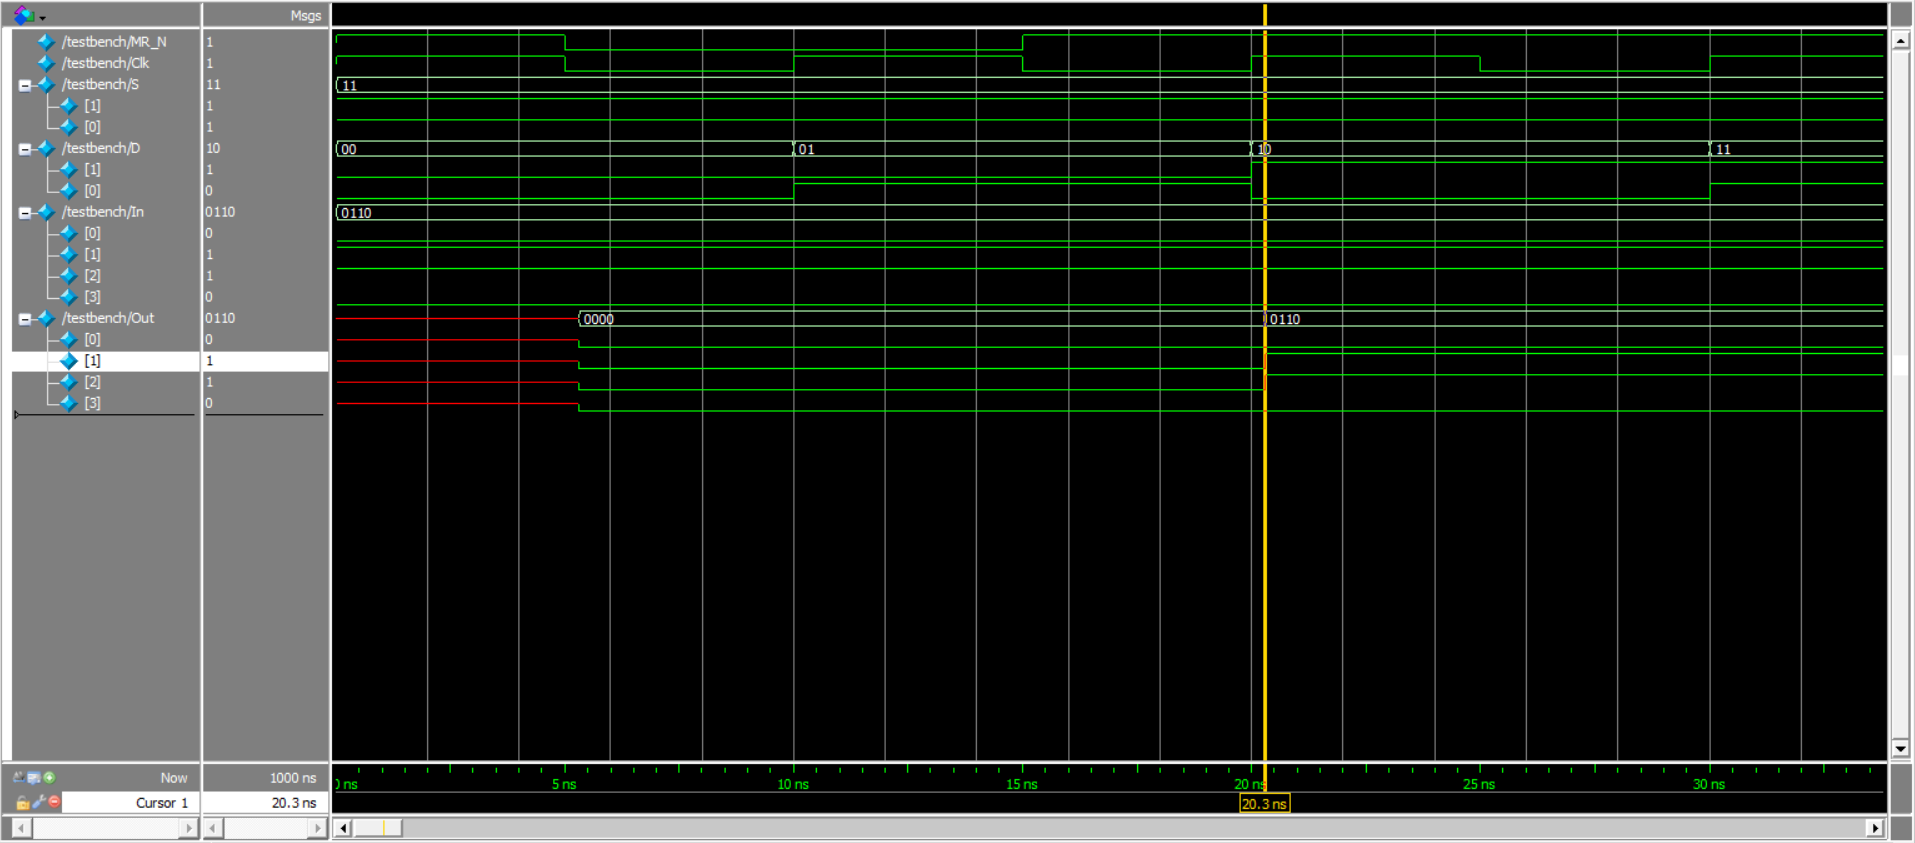 Msgs
/testbench/MR_N 1
/testbench/Clk 1
/testbench/S 11 11
[1] 1
[0] 1
/testbench/D 10 00 01 10 11
[1] 1
[0] 0
/testbench/In 0110 0110
[0] 0
[1] 1
[2] 1
[3] 0
/testbench/Out 0110 0000 0110
[0] 0
[1] 1
[2] 1
[3] 0
Now 1000 ns 0 ns 5 ns 10 ns 15 ns 20 ns 25 ns 30 ns
Cursor 1 20.3 ns 20.3 ns